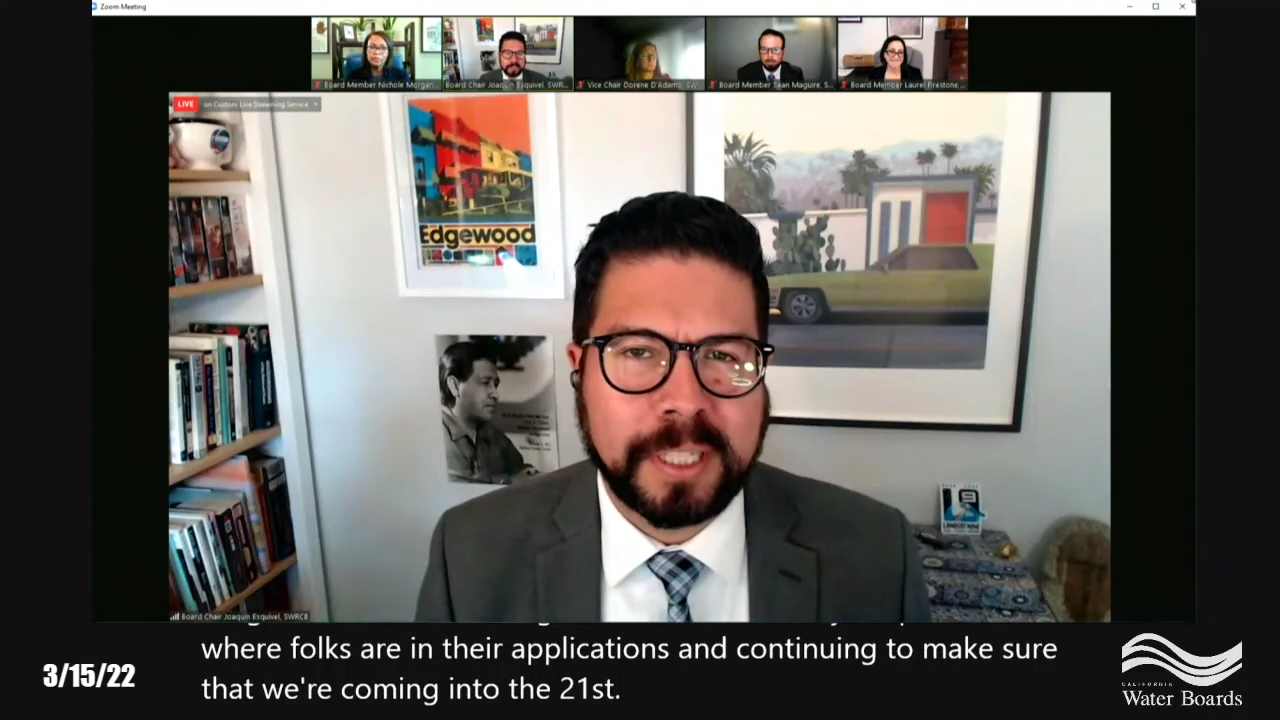 Zoom Meeting
Board Member Nichole Morgan...
Board Chair Joaquin Esquivel, SWR...
Vice Chair Dorene D'Adamo, SW
Board Member Sean Maguire, S...
Board Member Laurel Firestone...
LIVE
on Custom Live Streaming Service
Edgewood
19
Board Chair Joaquin Esquivel, SWRCB
where folks are in their applications and continuing to make sure
that we're coming into the 21st.
3/15/22
CALIFORNIA
Water Boards